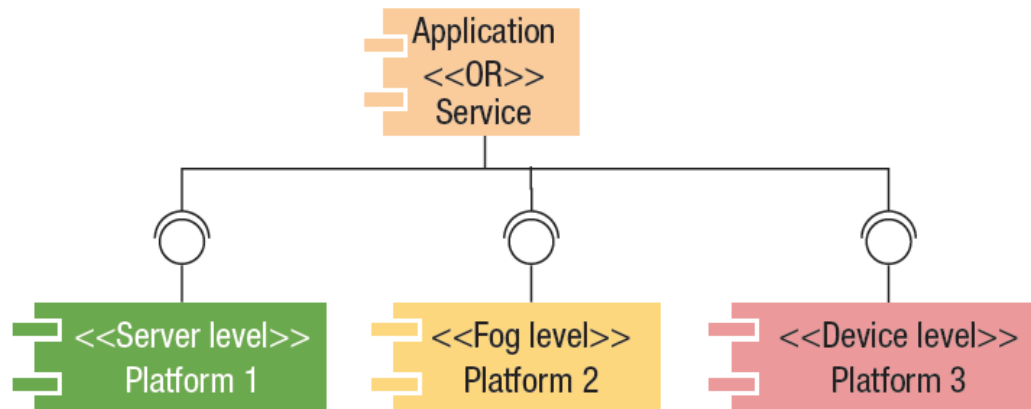 Application
<<OR>>
Service
<<Server level>>
Platform 1
<<Fog level>>
Platform 2
<<Device level>>
Platform 3